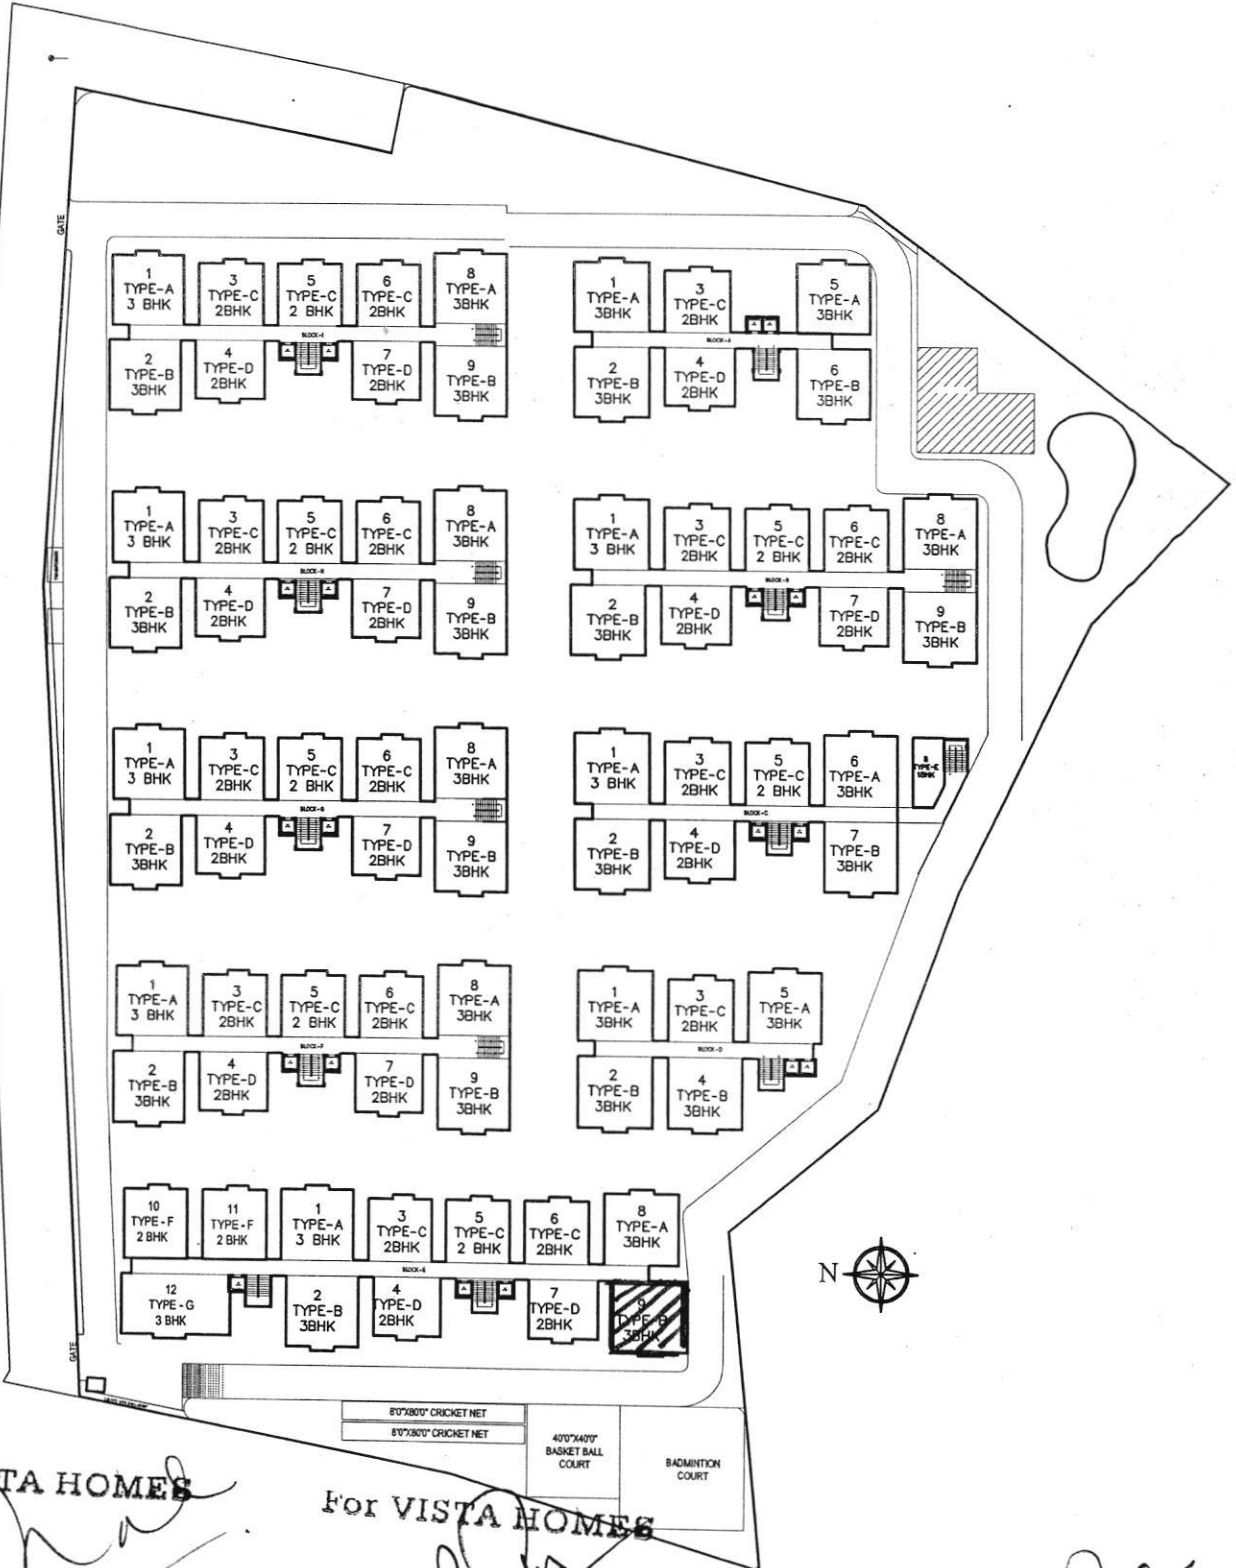 GATE
1
TYPE-A
3 BHK
3
TYPE-C
2BHK
5
TYPE-C
2 BHK
6
TYPE-C
2BHK
8
TYPE-A
3BHK
2
TYPE-B
3BHK
4
TYPE-D
2BHK
7
TYPE-D
2BHK
9
TYPE-B
3BHK
1
TYPE-A
3BHK
3
TYPE-C
2BHK
5
TYPE-A
3BHK
BLOCK-A
2
TYPE-B
3BHK
4
TYPE-D
2BHK
6
TYPE-B
3BHK
1
TYPE-A
3 BHK
3
TYPE-C
2BHK
5
TYPE-C
2 BHK
6
TYPE-C
2BHK
8
TYPE-A
3BHK
BLOCK-H
2
TYPE-B
3BHK
4
TYPE-D
2BHK
7
TYPE-D
2BHK
9
TYPE-B
3BHK
1
TYPE-A
3 BHK
3
TYPE-C
2BHK
5
TYPE-C
2 BHK
6
TYPE-C
2BHK
8
TYPE-A
3BHK
BLOCK-B
2
TYPE-B
3BHK
4
TYPE-D
2BHK
7
TYPE-D
2BHK
9
TYPE-B
3BHK
1
TYPE-A
3 BHK
3
TYPE-C
2BHK
5
TYPE-C
2 BHK
6
TYPE-C
2BHK
8
TYPE-A
3BHK
BLOCK-G
2
TYPE-B
3BHK
4
TYPE-D
2BHK
7
TYPE-D
2BHK
9
TYPE-B
3BHK
1
TYPE-A
3 BHK
3
TYPE-C
2BHK
5
TYPE-C
2 BHK
6
TYPE-A
3BHK
8
TYPE-E
1BHK
BLOCK-C
2
TYPE-B
3BHK
4
TYPE-D
2BHK
7
TYPE-B
3BHK
1
TYPE-A
3 BHK
3
TYPE-C
2BHK
5
TYPE-C
2 BHK
6
TYPE-C
2BHK
8
TYPE-A
3BHK
BLOCK-F
2
TYPE-B
3BHK
4
TYPE-D
2BHK
7
TYPE-D
2BHK
9
TYPE-B
3BHK
1
TYPE-A
3BHK
3
TYPE-C
2BHK
5
TYPE-A
3BHK
BLOCK-D
2
TYPE-B
3BHK
4
TYPE-B
3BHK
10
TYPE-F
2 BHK
11
TYPE-F
2 BHK
1
TYPE-A
3 BHK
3
TYPE-C
2BHK
5
TYPE-C
2 BHK
6
TYPE-C
2BHK
8
TYPE-A
3BHK
BLOCK-E
12
TYPE-G
3 BHK
2
TYPE-B
3BHK
4
TYPE-D
2BHK
7
TYPE-D
2BHK
9
TYPE-B
3BHK
N
GATE
8'0"X80'0" CRICKET NET
8'0"X80'0" CRICKET NET
40'0"X40'0"
BASKET BALL
COURT
BADMINTION
COURT
TA HOMES
For VISTA HOMES